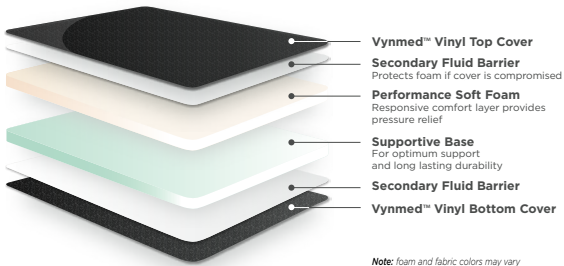 Vynmed™ Vinyl Top Cover
Secondary Fluid Barrier
Protects foam if cover is compromised
Performance Soft Foam
Responsive comfort layer provides
pressure relief
Supportive Base
For optimum support
and long lasting durability
Secondary Fluid Barrier
Vynmed™ Vinyl Bottom Cover
Note: foam and fabric colors may vary